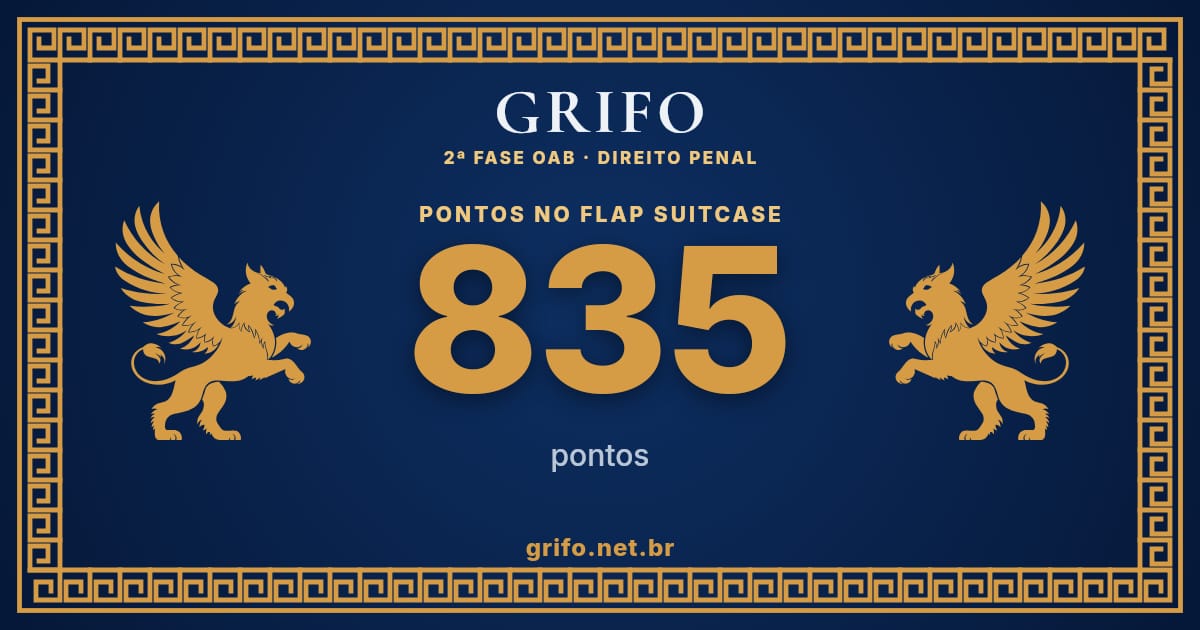 GRIFO
2ª FASE OAB · DIREITO PENAL
PONTOS NO FLAP SUITCASE
835
pontos
grifo.net.br